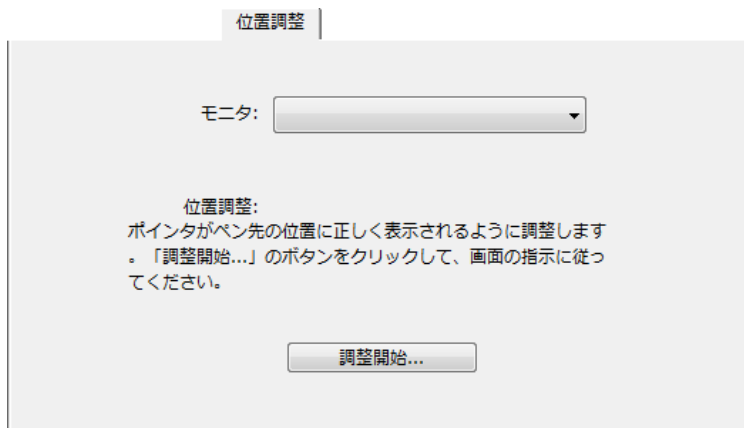 位置調整
モニタ:
位置調整:
ポインタがペン先の位置に正しく表示されるように調整します
。「調整開始...」のボタンをクリックして、画面の指示に従っ
てください。
調整開始...